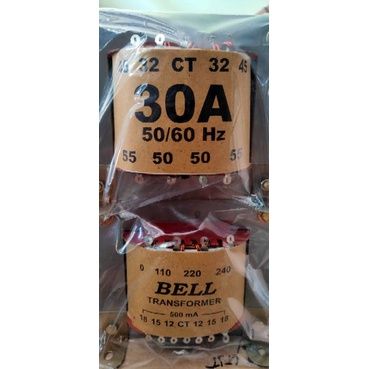 45 32 CT 32 45
30A
50/60 Hz
55 50 50 55
0 110 220 240
BELL
TRANSFORMER
500 mA
18 15 12 CT 12 15 18